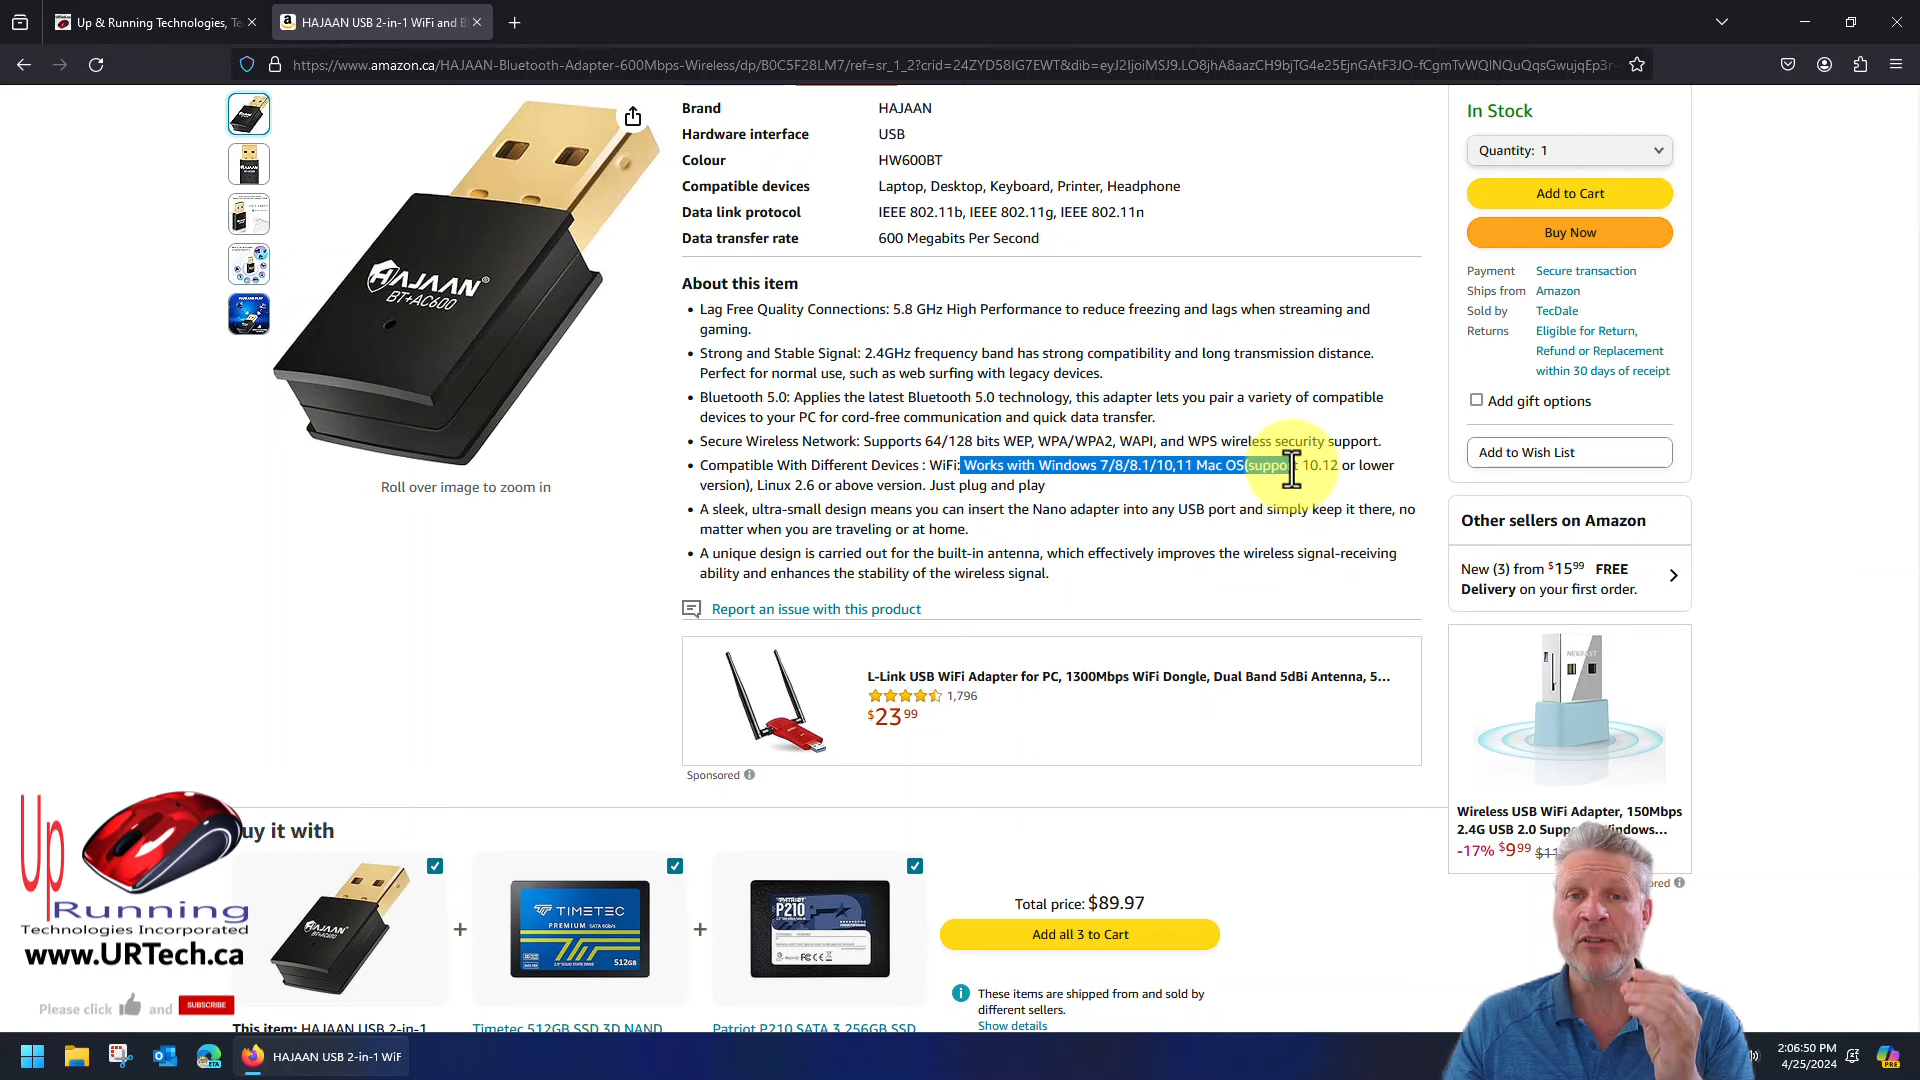 Up & Running Technologies, Te
HAJAAN USB 2-in-1 WiFi and B
https://www.amazon.ca/HAJAAN-Bluetooth-Adapter-600Mbps-Wireless/dp/B0C5F28LM7/ref=sr_1_2?crid=24ZYD58IG7EWT&dib=
Brand HAJAAN
Hardware interface USB
Colour HW600BT
Compatible devices Laptop, Desktop, Keyboard, Printer, Headphone
Data link protocol IEEE 802.11b, IEEE 802.11g, IEEE 802.11n
Data transfer rate 600 Megabits Per Second
HAJAAN®
BT+AC600
Roll over image to zoom in
About this item
• Lag Free Quality Connections: 5.8 GHz High Performance to reduce freezing and lags when streaming and
gaming.
• Strong and Stable Signal: 2.4GHz frequency band has strong compatibility and long transmission distance.
Perfect for normal use, such as web surfing with legacy devices.
• Bluetooth 5.0: Applies the latest Bluetooth 5.0 technology, this adapter lets you pair a variety of compatible
devices to your PC for cord-free communication and quick data transfer.
• Secure Wireless Network: Supports 64/128 bits WEP, WPA/WPA2, WAPI, and WPS wireless security support.
• Compatible With Different Devices : WiFi: Works with Windows 7/8/8.1/10,11 Mac OS(support 10.12 or lower
version), Linux 2.6 or above version. Just plug and play
• A sleek, ultra-small design means you can insert the Nano adapter into any USB port and simply keep it there, no
matter when you are traveling or at home.
• A unique design is carried out for the built-in antenna, which effectively improves the wireless signal-receiving
ability and enhances the stability of the wireless signal.
Report an issue with this product
L-Link USB WiFi Adapter for PC, 1300Mbps WiFi Dongle, Dual Band 5dBi Antenna, 5...
1,796
$23 99
Sponsored
In Stock
Quantity: 1
Add to Cart
Buy Now
Payment Secure transaction
Ships from Amazon
Sold by TecDale
Returns Eligible for Return,
Refund or Replacement
within 30 days of receipt
Add gift options
Add to Wish List
Other sellers on Amazon
New (3) from $15 99 FREE
Delivery on your first order.
Wireless USB WiFi Adapter, 150Mbps
2.4G USB 2.0 Windows...
-17% $9 99
uy it with
HAJAAN
BT+AC600
TIMETEC
PREMIUM SATA 6Gb/s
512GB
PATRIOT
P210
Total price: $89.97
Add all 3 to Cart
These items are shipped from and sold by
different sellers.
Show details
This item: HAJAAN USB 2-in-1
Timetec 512GB SSD 3D NAND
Patriot P210 SATA 3 256GB SSD
Up
Running
Technologies Incorporated
www.URTech.ca
Please click and SUBSCRIBE
HAJAAN USB 2-in-1 WiF
2:06:50 PM
4/25/2024
PRE